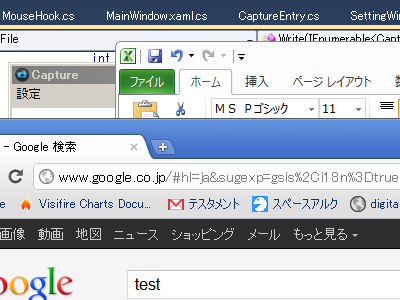 MouseHook.cs MainWindow.xaml.cs CaptureEntry.cs SettingWin
File Write(IEnumerable<Cap
int
Capture
設定
ファイル ホーム 挿入 ページ レイアウト 数
ＭＳ Ｐゴシック 11
- Google 検索
www.google.co.jp/#hl=ja&sugexp=gsis%2Ci18n%3Dtrue
Visifire Charts Docu... テスタメント スペースアルク digita
画像 動画 地図 ニュース ショッピング メール もっと見る
oogle test